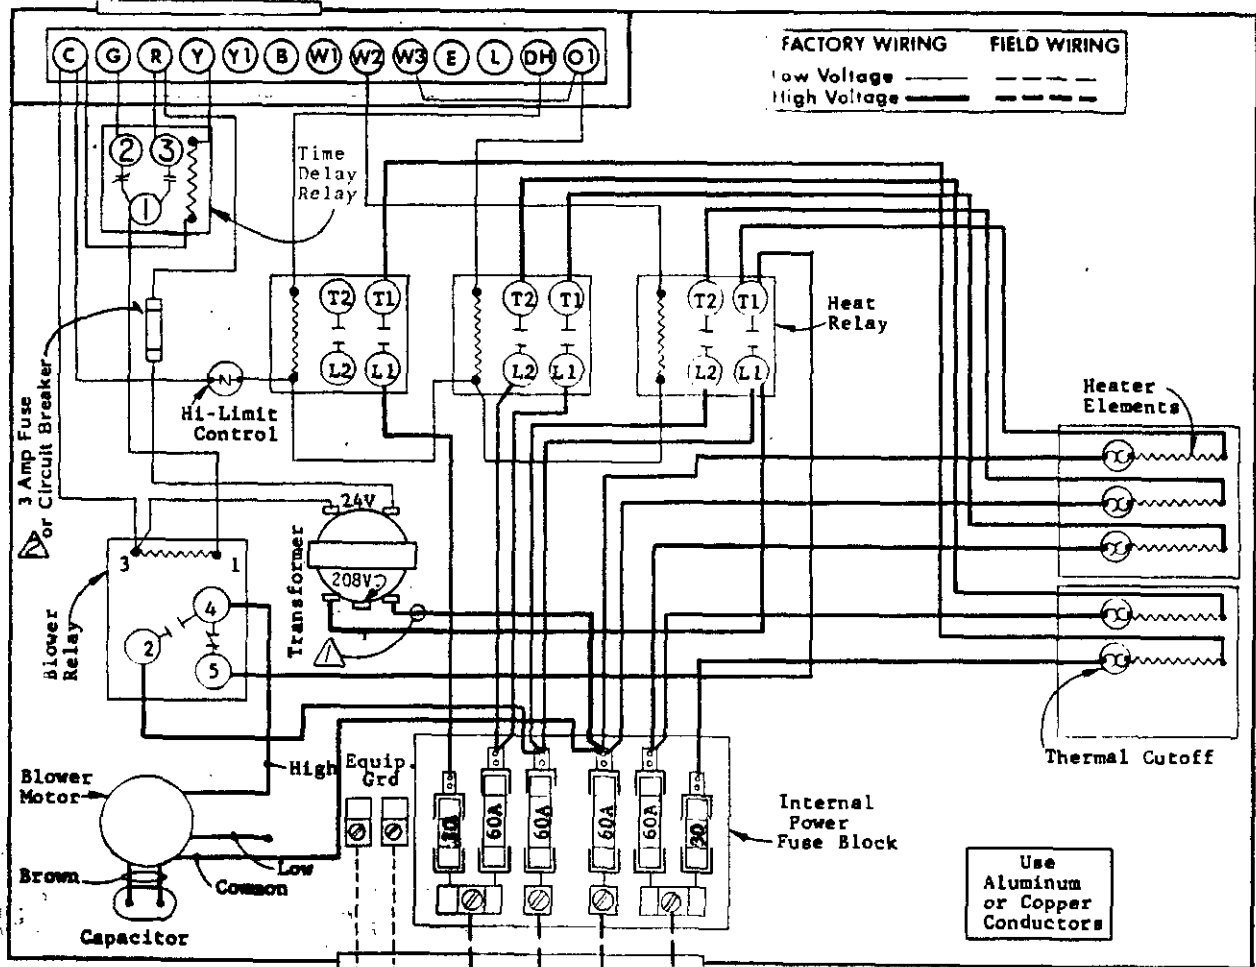 C G R Y Y1 B W1 W2 W3 E L DH O1
FACTORY WIRING FIELD WIRING
Low Voltage
High Voltage
2 3
1
Time
Delay
Relay
T2 T1
L2 L1
T2 T1
L2 L1
T2 T1
L2 L1
Heat
Relay
3 Amp Fuse
or Circuit Breaker
2
Hi-Limit
Control
N
Heater
Elements
24V
208V
Transformer
1
3 1
4
2
5
Blower
Relay
Thermal Cutoff
Blower
Motor
High
Low
Common
Brown
Capacitor
Equip.
Grd
60A 60A 60A 60A 30
Internal
Power
Fuse Block
Use
Aluminum
or Copper
Conductors